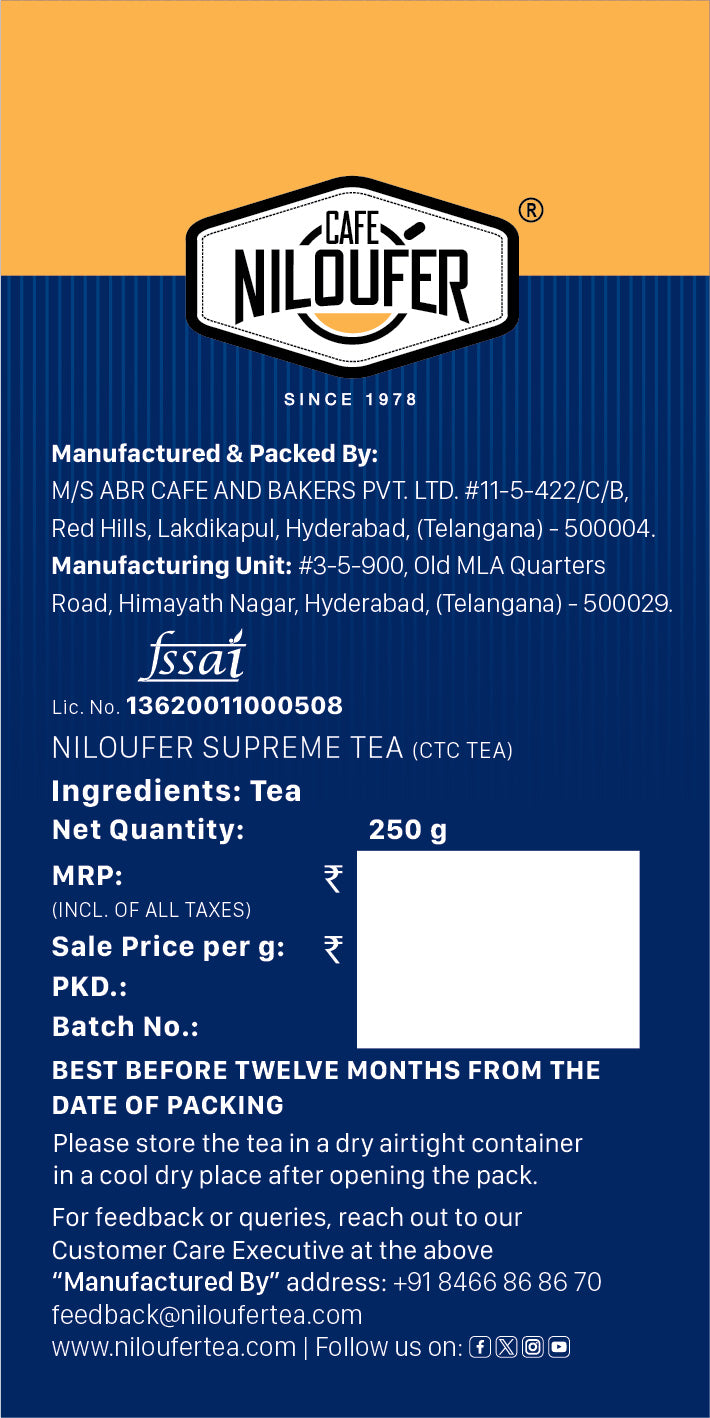 CAFE
NILOUFER
®
SINCE 1978
Manufactured & Packed By:
M/S ABR CAFE AND BAKERS PVT. LTD. #11-5-422/C/B,
Red Hills, Lakdikapul, Hyderabad, (Telangana) - 500004.
Manufacturing Unit: #3-5-900, Old MLA Quarters
Road, Himayath Nagar, Hyderabad, (Telangana) - 500029.
fssai
Lic. No. 13620011000508
NILOUFER SUPREME TEA (CTC TEA)
Ingredients: Tea
Net Quantity: 250 g
MRP: ₹
(INCL. OF ALL TAXES)
Sale Price per g: ₹
PKD.:
Batch No.:
BEST BEFORE TWELVE MONTHS FROM THE
DATE OF PACKING
Please store the tea in a dry airtight container
in a cool dry place after opening the pack.
For feedback or queries, reach out to our
Customer Care Executive at the above
“Manufactured By” address: +91 8466 86 86 70
feedback@niloufertea.com
www.niloufertea.com | Follow us on: